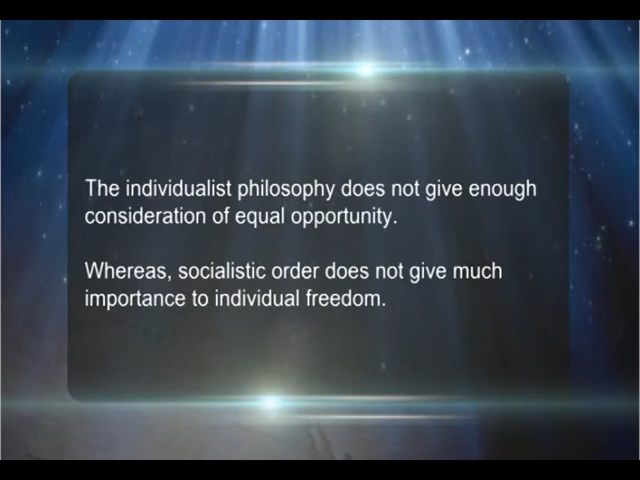 The individualist philosophy does not give enough
consideration of equal opportunity.
Whereas, socialistic order does not give much
importance to individual freedom.